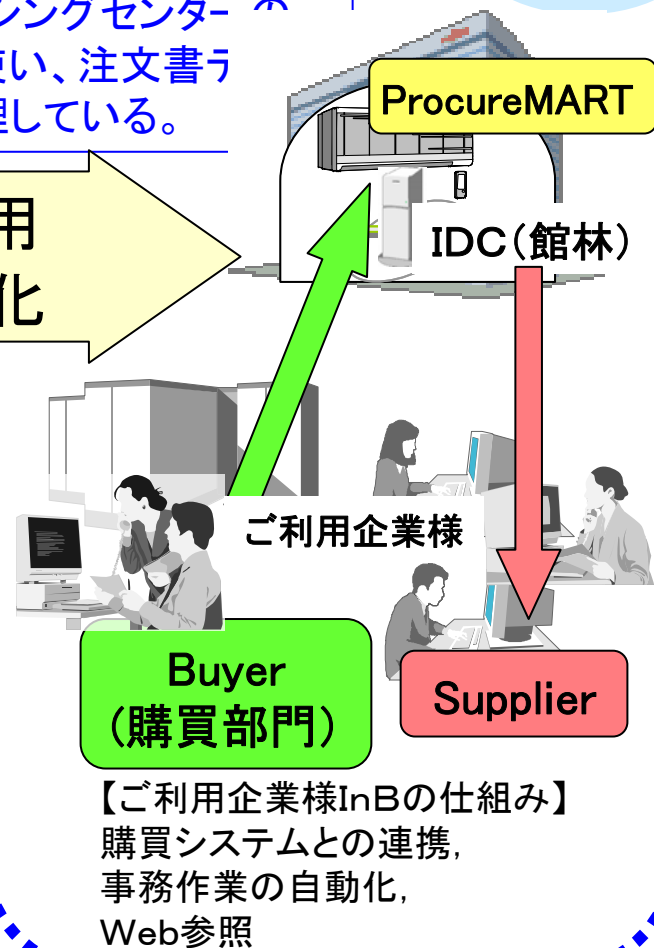 シングセンターの
使い、注文書デ
理している。
ProcureMART
用
化
IDC（館林）
ご利用企業様
Buyer
（購買部門）
Supplier
【ご利用企業様InBの仕組み】
購買システムとの連携,
事務作業の自動化,
Web参照